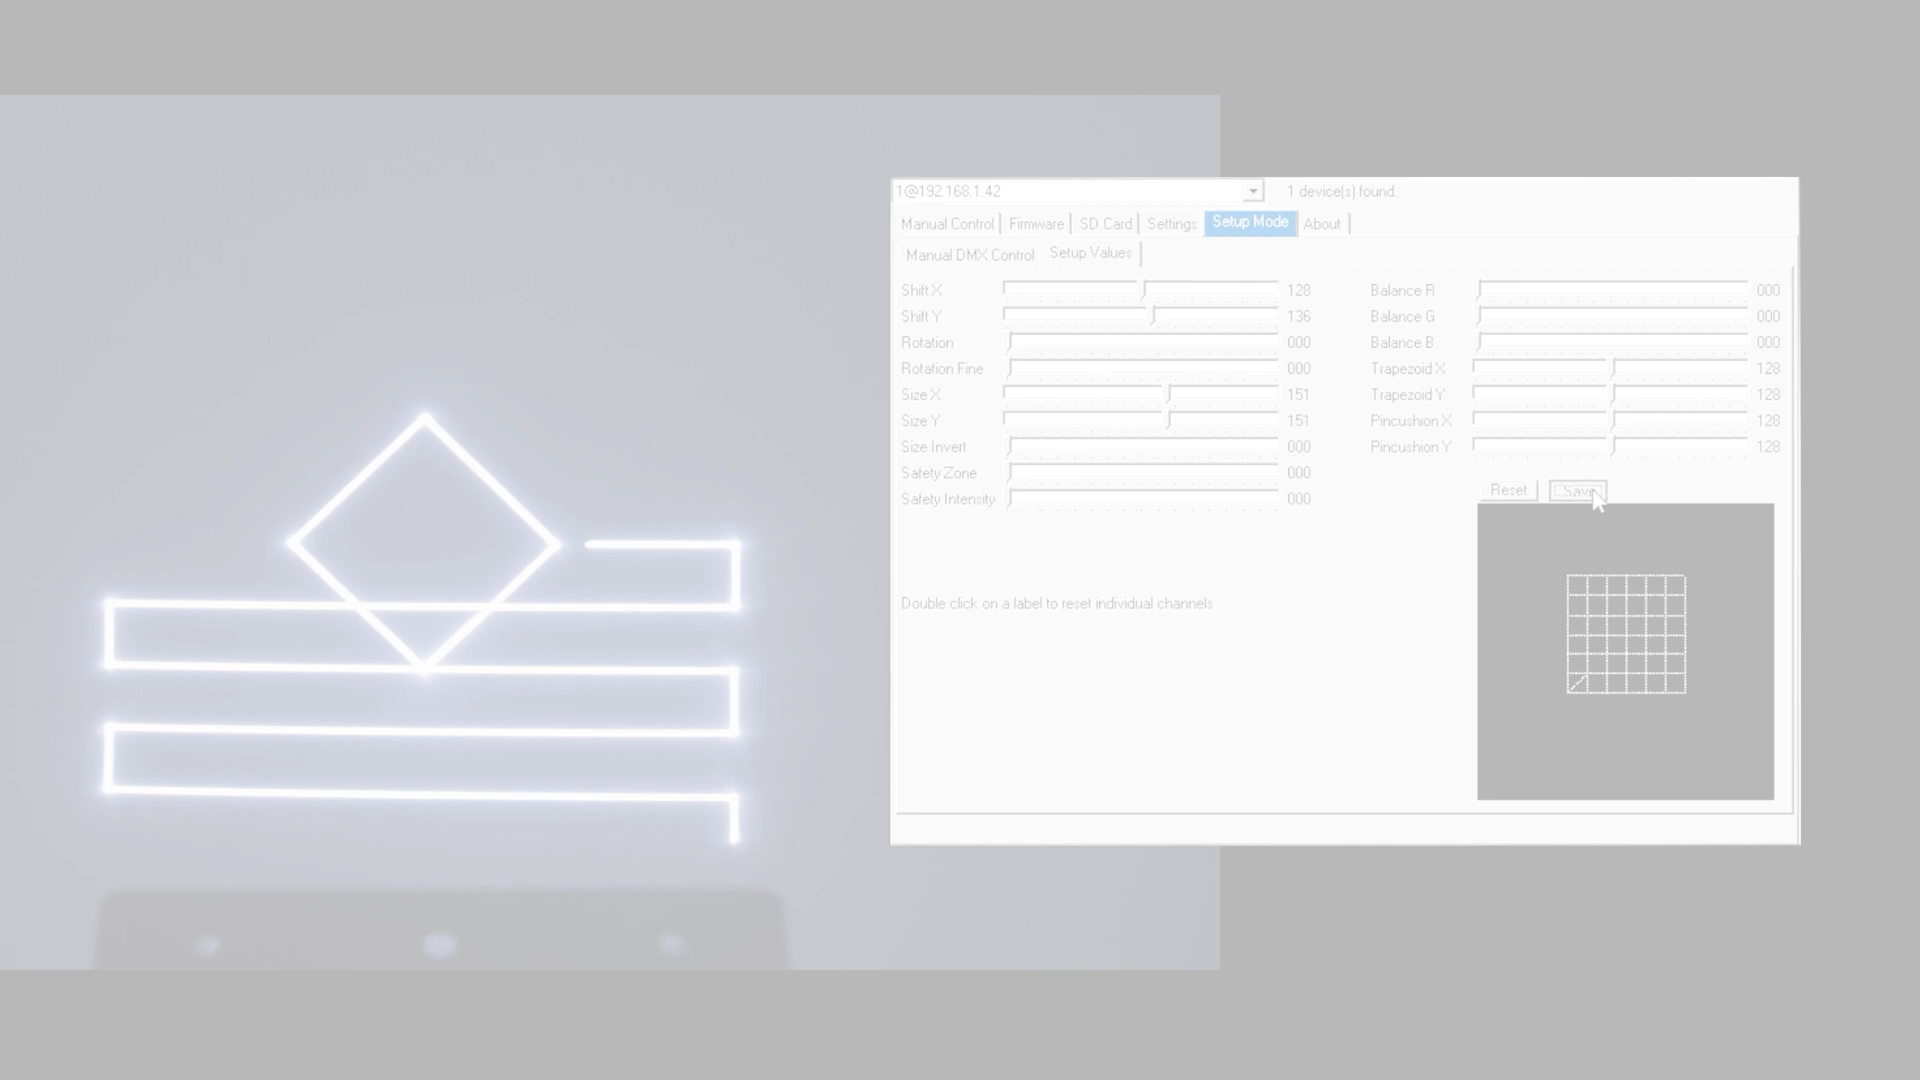 1@192.168.1.42 1 device(s) found.
Manual Control Firmware SD Card Settings Setup Mode About
Manual DMX Control Setup Values
Shift X 128 Balance R 000
Shift Y 136 Balance G 000
Rotation 000 Balance B 000
Rotation Fine 000 Trapezoid X 128
Size X 151 Trapezoid Y 128
Size Y 151 Pincushion X 128
Size Invert 000 Pincushion Y 128
Safety Zone 000
Safety Intensity 000
Reset Save
Double click on a label to reset individual channels